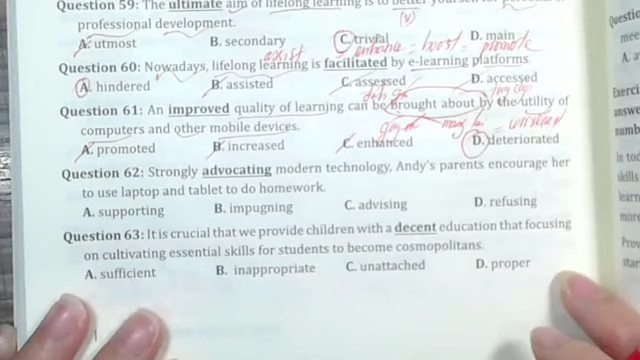 Question 59: The ultimate aim of lifelong learning is to better yourself for
(v)
professional development.
A. utmost B. secondary C. trivial D. main
assist enhance = boost = promote
Question 60: Nowadays, lifelong learning is facilitated by e-learning platforms.
A. hindered B. assisted C. assessed D. accessed
Question 61: An improved quality of learning can be brought about by the utility of
computers and other mobile devices.
A. promoted B. increased C. enhanced D. deteriorated
Question 62: Strongly advocating modern technology, Andy's parents encourage her
to use laptop and tablet to do homework.
A. supporting B. impugning C. advising D. refusing
Question 63: It is crucial that we provide children with a decent education that focusing
on cultivating essential skills for students to become cosmopolitans.
A. sufficient B. inappropriate C. unattached D. proper